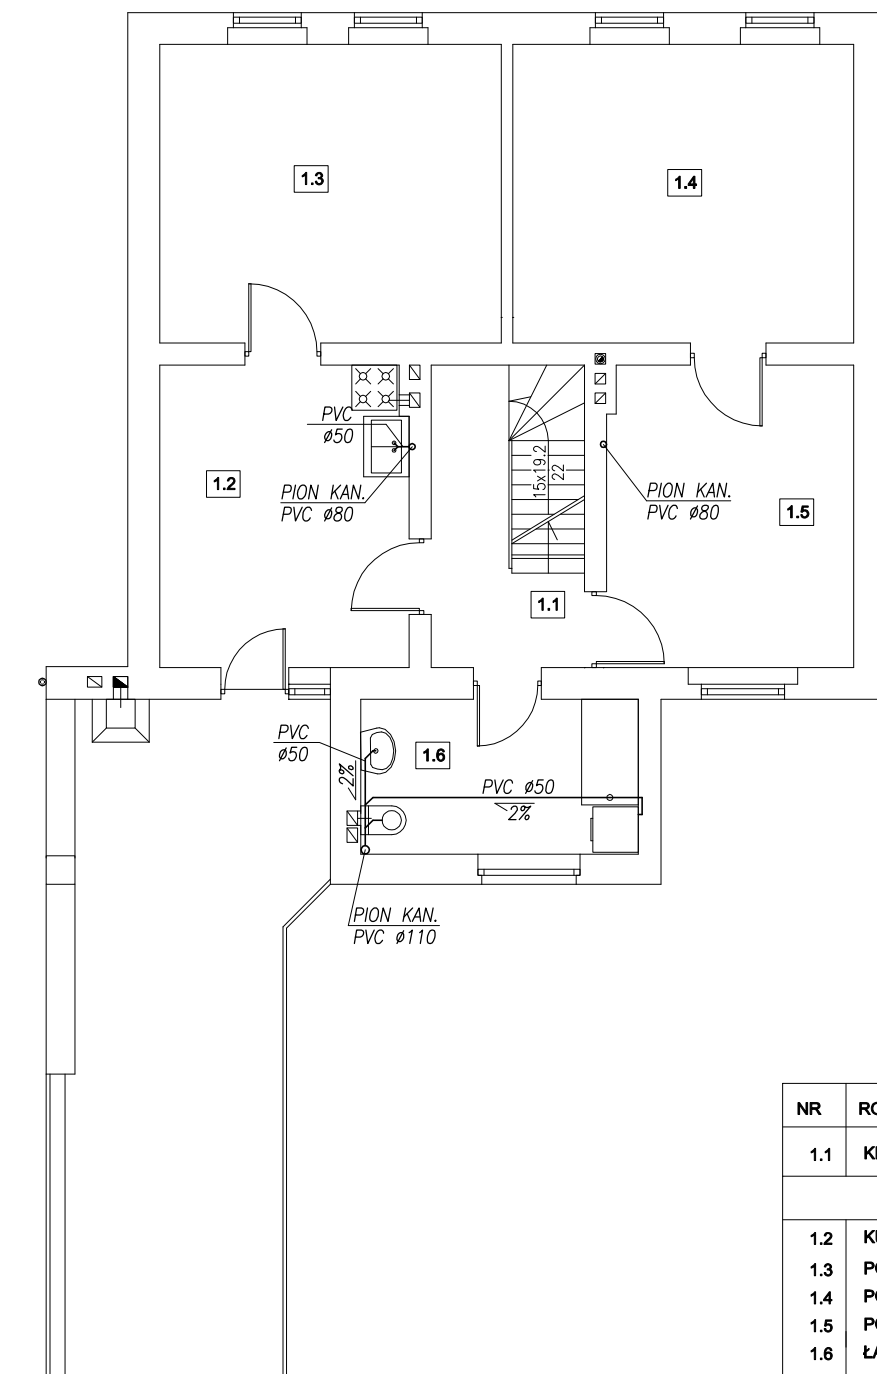 1.3
1.4
PVC
ø50
15x19.2
22
1.2
PION KAN.
PVC ø80
PION KAN.
PVC ø80
1.5
1.1
PVC
ø50
2%
1.6
PVC ø50
2%
PION KAN.
PVC ø110
NR
1.1
1.2
1.3
1.4
1.5
1.6